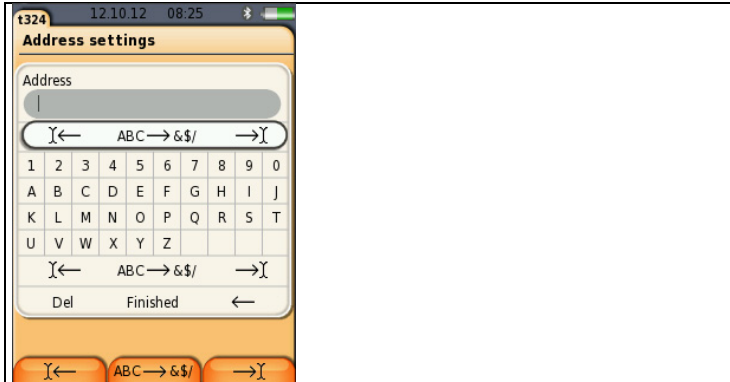 t324 12.10.12 08:25
Address settings
Address
ABC → &$/
1 2 3 4 5 6 7 8 9 0
A B C D E F G H I J
K L M N O P Q R S T
U V W X Y Z
ABC → &$/
Del Finished ←
ABC → &$/